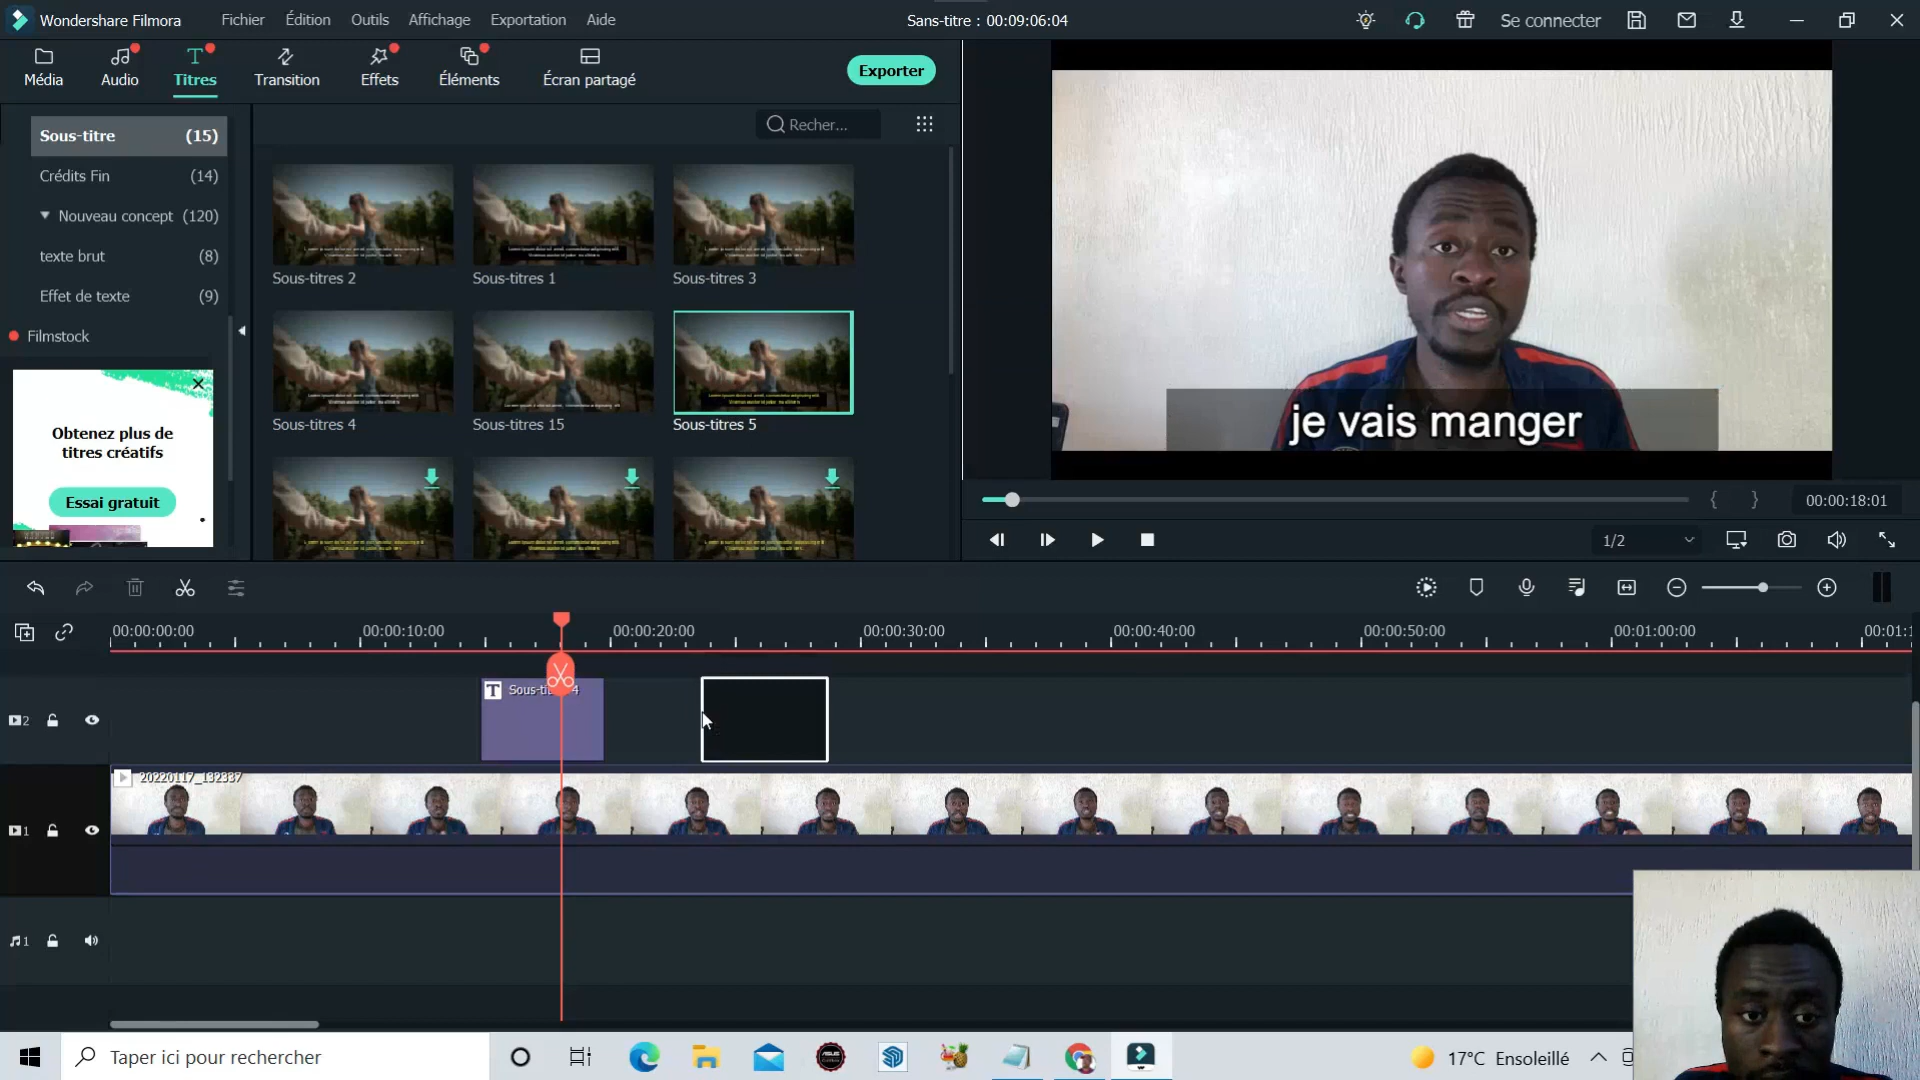 Wondershare Filmora
Fichier
Édition
Outils
Affichage
Exportation
Aide
Sans-titre : 00:09:06:04
Se connecter
Média
Audio
Titres
Transition
Effets
Éléments
Écran partagé
Exporter
Sous-titre (15)
Crédits Fin (14)
Nouveau concept (120)
texte brut (8)
Effet de texte (9)
Filmstock
Recher...
Sous-titres 2
Sous-titres 1
Sous-titres 3
Sous-titres 4
Sous-titres 15
Sous-titres 5
Obtenez plus de
titres créatifs
Essai gratuit
je vais manger
00:00:18:01
1/2
00:00:00:00
00:00:10:00
00:00:20:00
00:00:30:00
00:00:40:00
00:00:50:00
00:01:00:00
00:01:1
T
2
20220117_132337
1
1
Taper ici pour rechercher
17°C Ensoleillé